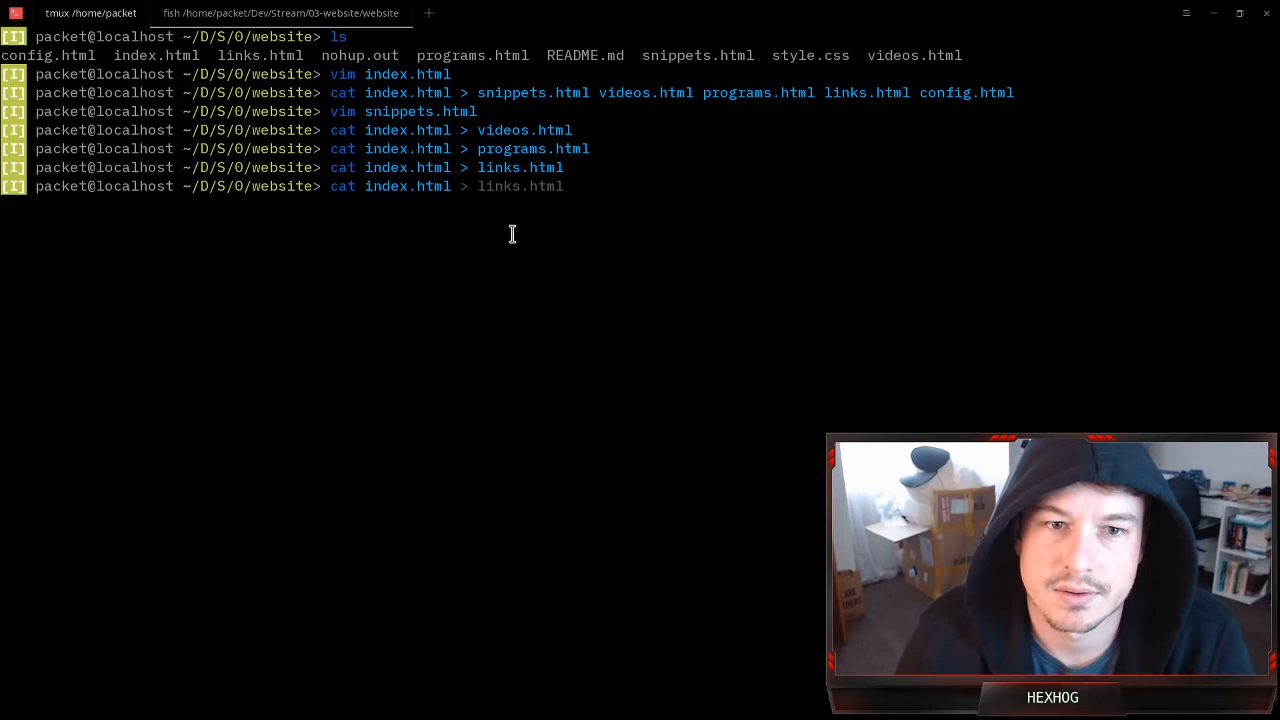 tmux /home/packet fish /home/packet/Dev/Stream/03-website/website
[I] packet@localhost ~/D/S/0/website> ls
config.html index.html links.html nohup.out programs.html README.md snippets.html style.css videos.html
[I] packet@localhost ~/D/S/0/website> vim index.html
[I] packet@localhost ~/D/S/0/website> cat index.html > snippets.html videos.html programs.html links.html config.html
[I] packet@localhost ~/D/S/0/website> vim snippets.html
[I] packet@localhost ~/D/S/0/website> cat index.html > videos.html
[I] packet@localhost ~/D/S/0/website> cat index.html > programs.html
[I] packet@localhost ~/D/S/0/website> cat index.html > links.html
[I] packet@localhost ~/D/S/0/website> cat index.html > links.html
HEXHOG